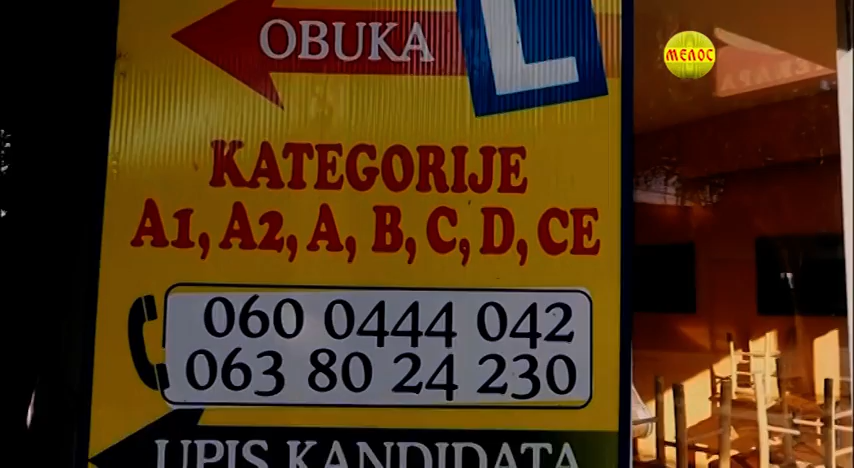 OBUKA
L
МЕЛОС
KATEGORIJE
A1, A2, A, B, C, D, CE
060 0444 042
063 80 24 230
UPIS KANDIDATA